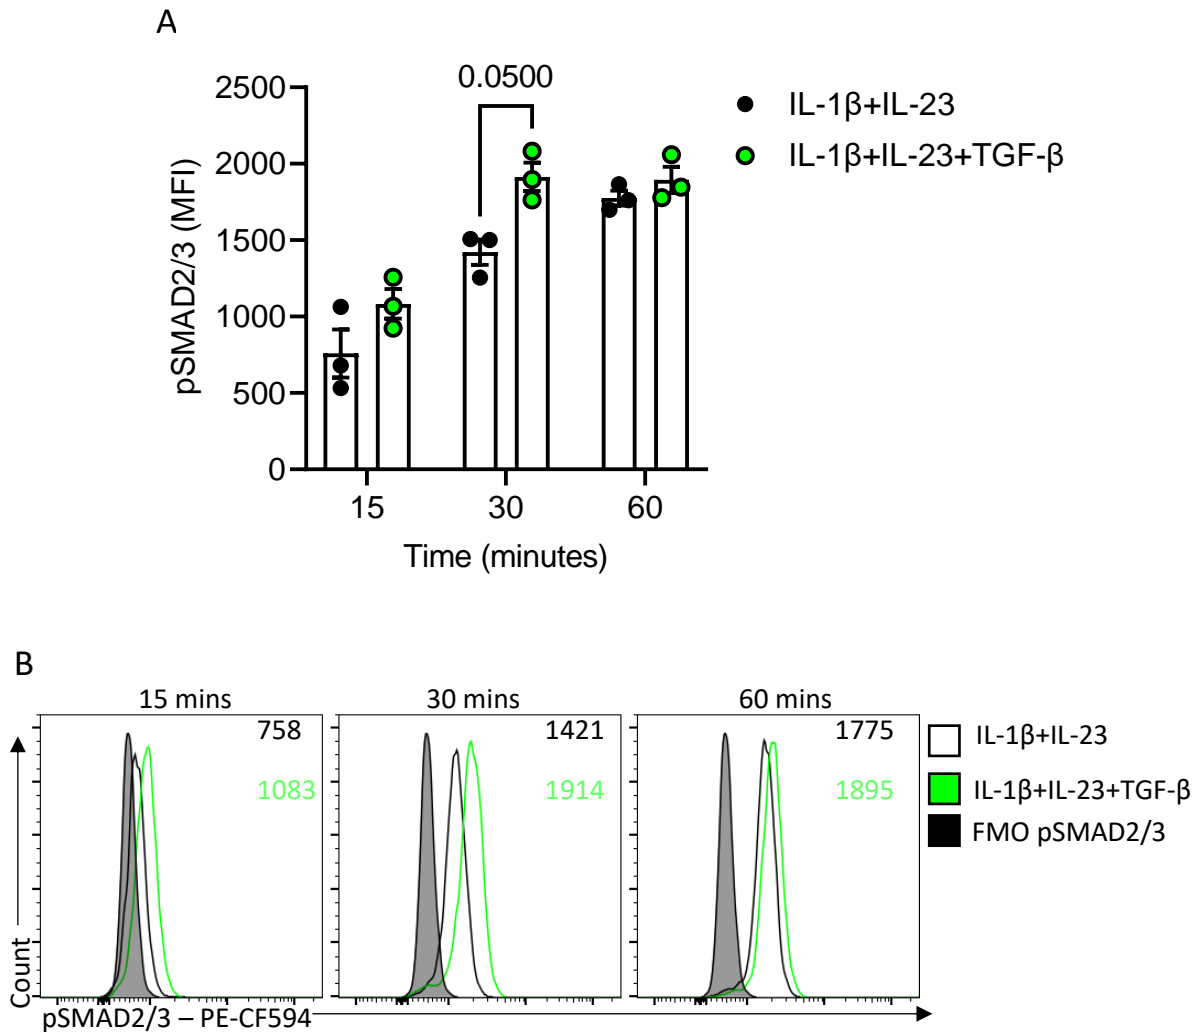 A
0.0500
2500
2000
1500
1000
500
0
pSMAD2/3 (MFI)
IL-1β+IL-23
IL-1β+IL-23+TGF-β
15 30 60
Time (minutes)
B
15 mins 30 mins 60 mins
758 1421 1775
1083 1914 1895
IL-1β+IL-23
IL-1β+IL-23+TGF-β
FMO pSMAD2/3
Count
pSMAD2/3 – PE-CF594